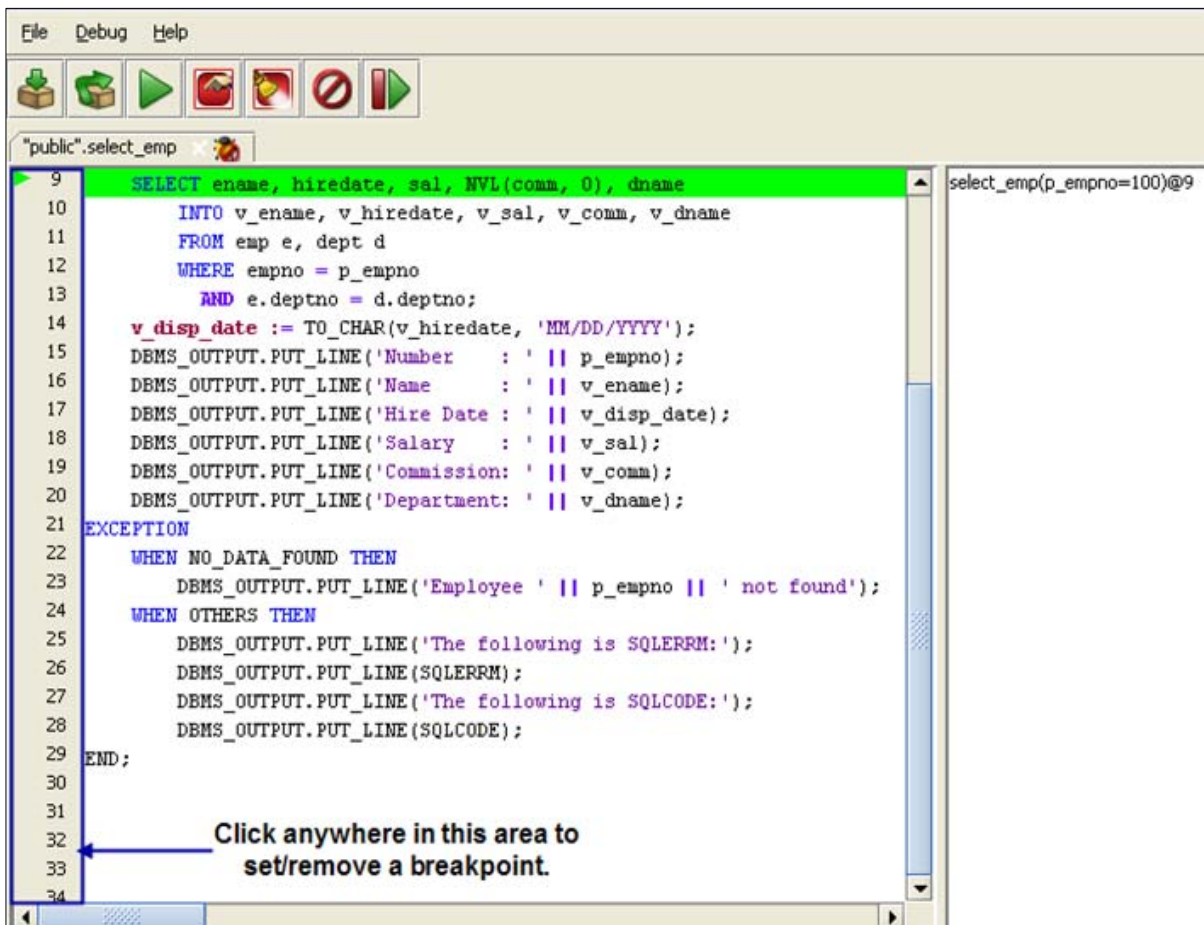 File Debug Help
"public".select_emp
9 SELECT ename, hiredate, sal, NVL(comm, 0), dname
select_emp(p_empno=100)@9
10 INTO v_ename, v_hiredate, v_sal, v_comm, v_dname
11 FROM emp e, dept d
12 WHERE empno = p_empno
13 AND e.deptno = d.deptno;
14 v_disp_date := TO_CHAR(v_hiredate, 'MM/DD/YYYY');
15 DBMS_OUTPUT.PUT_LINE('Number    : ' || p_empno);
16 DBMS_OUTPUT.PUT_LINE('Name      : ' || v_ename);
17 DBMS_OUTPUT.PUT_LINE('Hire Date : ' || v_disp_date);
18 DBMS_OUTPUT.PUT_LINE('Salary    : ' || v_sal);
19 DBMS_OUTPUT.PUT_LINE('Commission: ' || v_comm);
20 DBMS_OUTPUT.PUT_LINE('Department: ' || v_dname);
21 EXCEPTION
22 WHEN NO_DATA_FOUND THEN
23 DBMS_OUTPUT.PUT_LINE('Employee ' || p_empno || ' not found');
24 WHEN OTHERS THEN
25 DBMS_OUTPUT.PUT_LINE('The following is SQLERRM:');
26 DBMS_OUTPUT.PUT_LINE(SQLERRM);
27 DBMS_OUTPUT.PUT_LINE('The following is SQLCODE:');
28 DBMS_OUTPUT.PUT_LINE(SQLCODE);
29 END;
30
31
32 Click anywhere in this area to
33 set/remove a breakpoint.
34